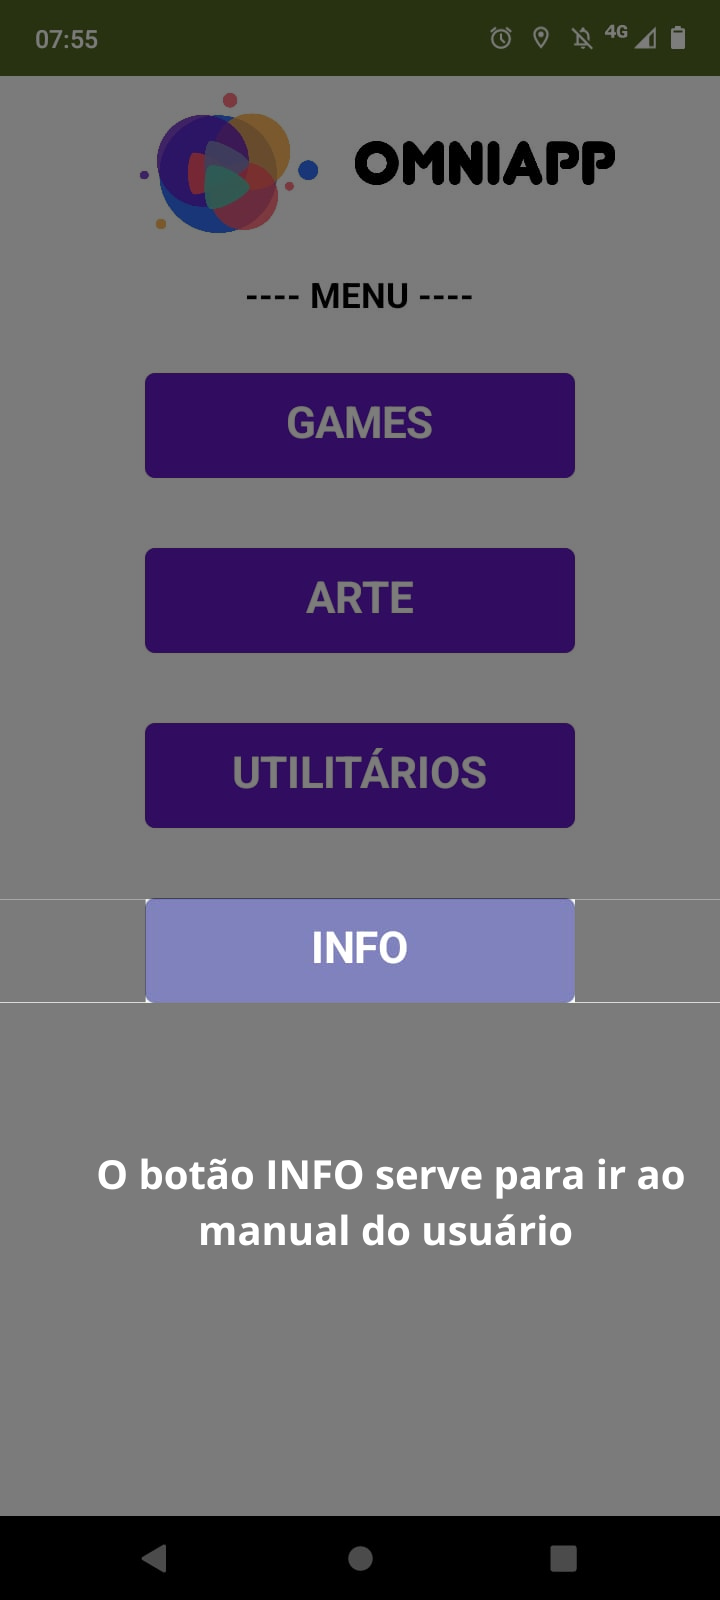 07:55
4G
OMNIAPP
---- MENU ----
GAMES
ARTE
UTILITÁRIOS
INFO
O botão INFO serve para ir ao
manual do usuário